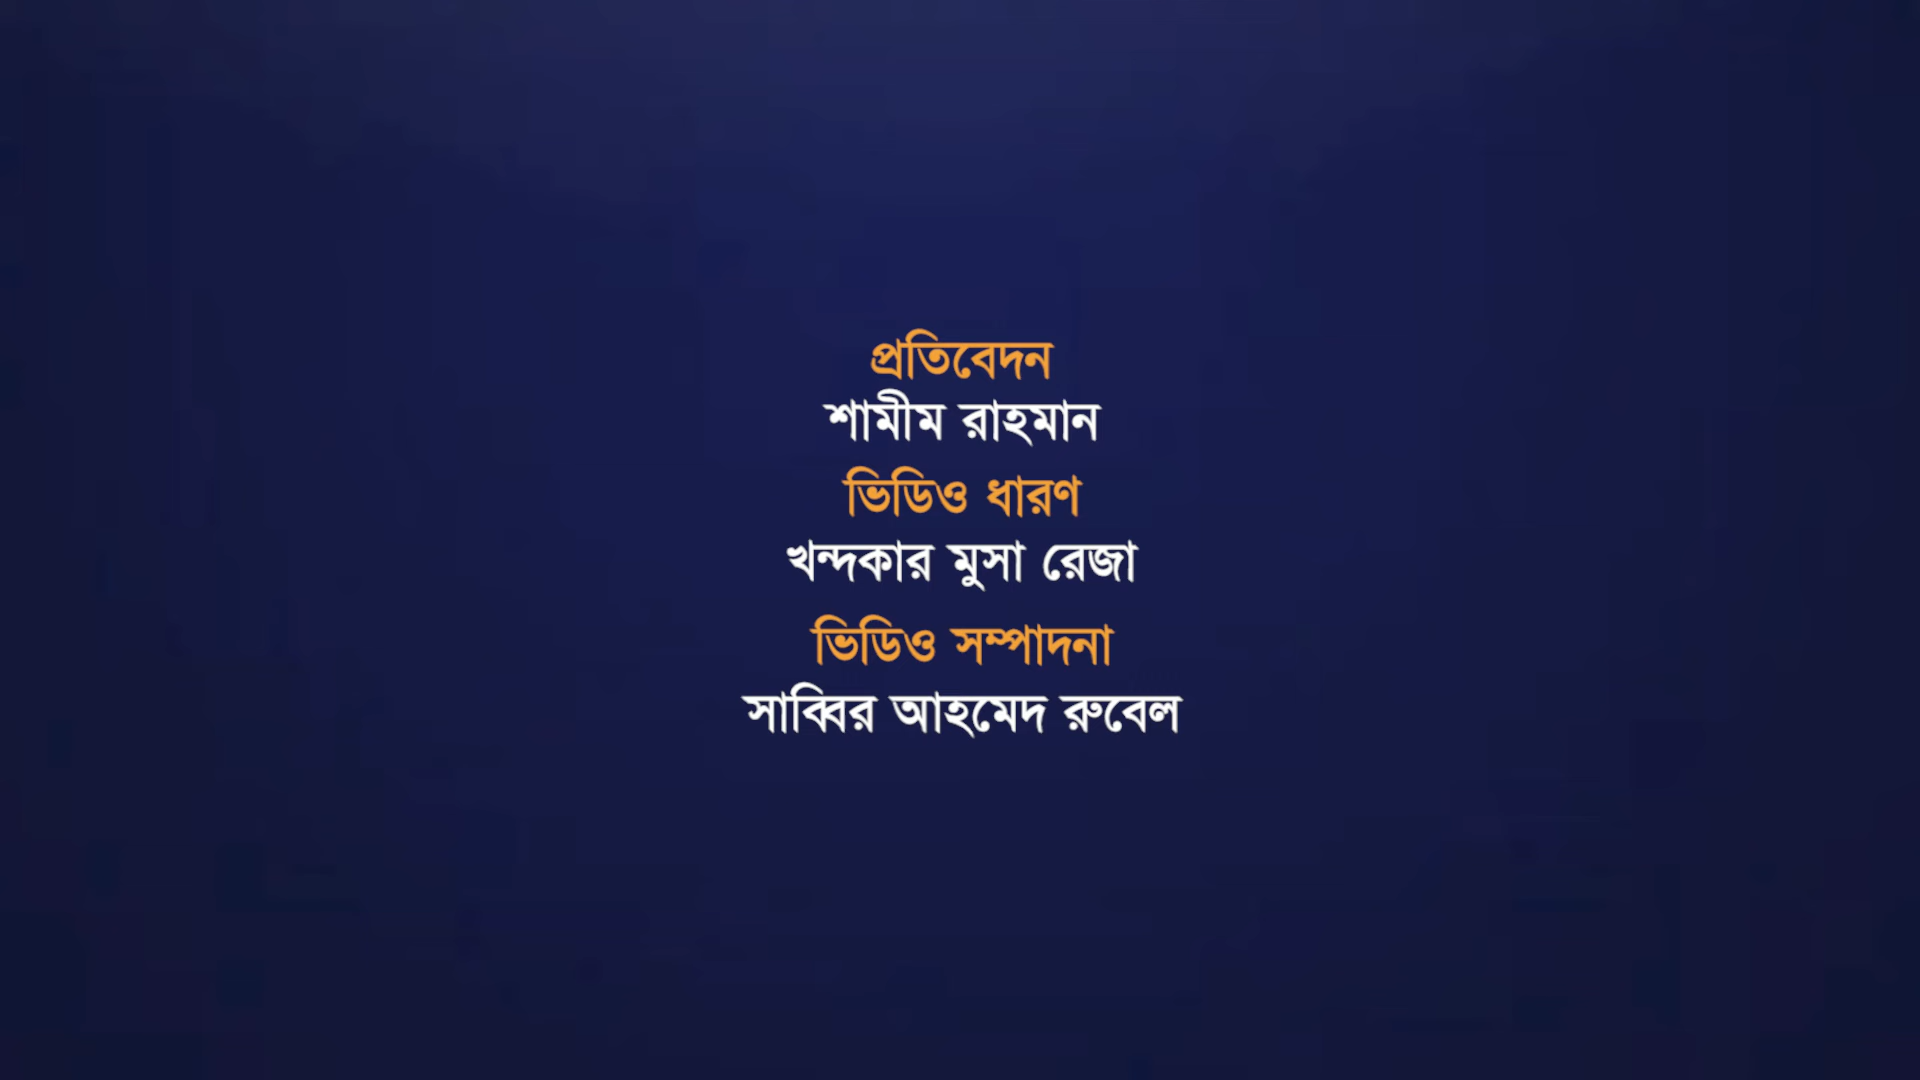 প্রতিবেদন
শামীম রাহমান
ভিডিও ধারণ
খন্দকার মুসা রেজা
ভিডিও সম্পাদনা
সাব্বির আহমেদ রুবেল